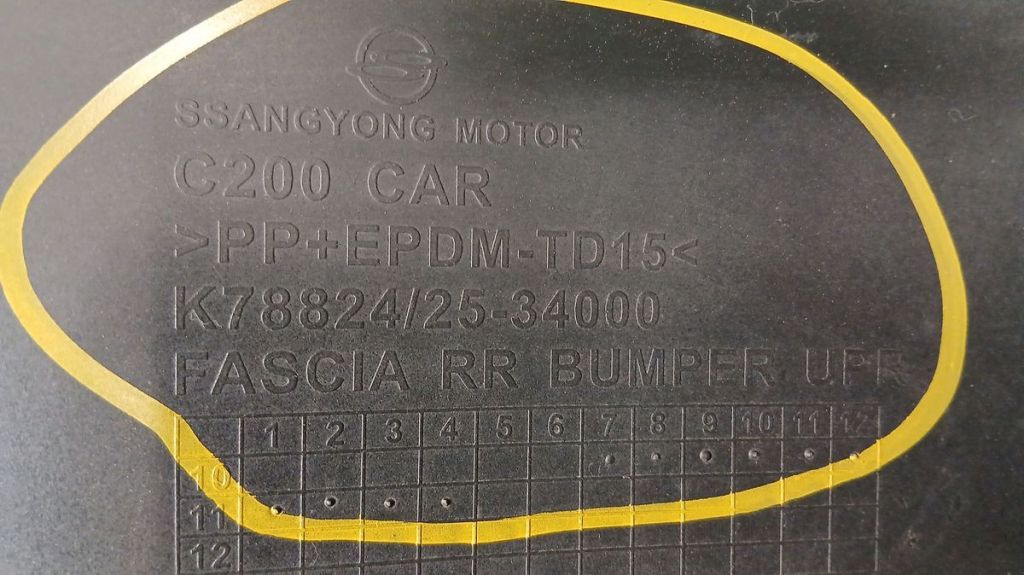 SSANGYONG MOTOR
C200 CAR
>PP+EPDM-TD15<
K78824/25-34000
FASCIA RR BUMPER UPR
1 2 3 4 5 6 7 8 9 10 11 12
10
11
12